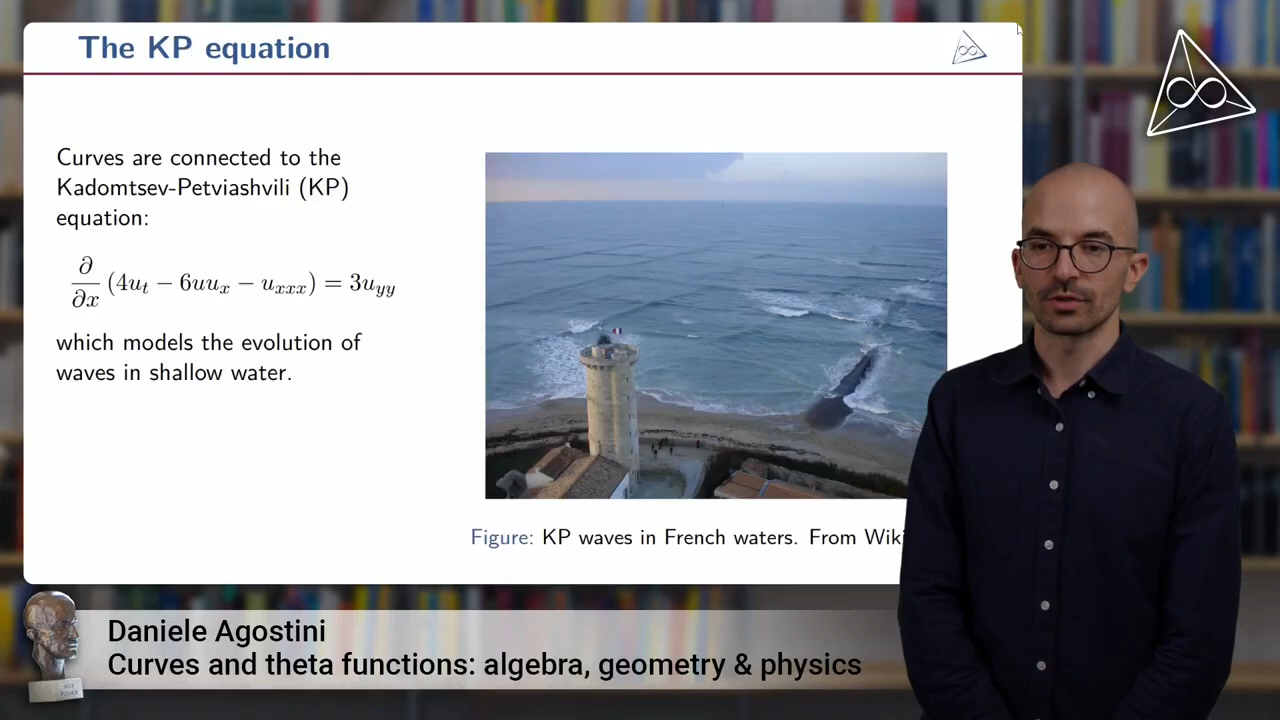 The KP equation
Curves are connected to the
Kadomtsev-Petviashvili (KP)
equation:
∂/∂x (4u_t − 6uu_x − u_xxx) = 3u_yy
which models the evolution of
waves in shallow water.
Figure: KP waves in French waters. From Wiki
Daniele Agostini
Curves and theta functions: algebra, geometry & physics